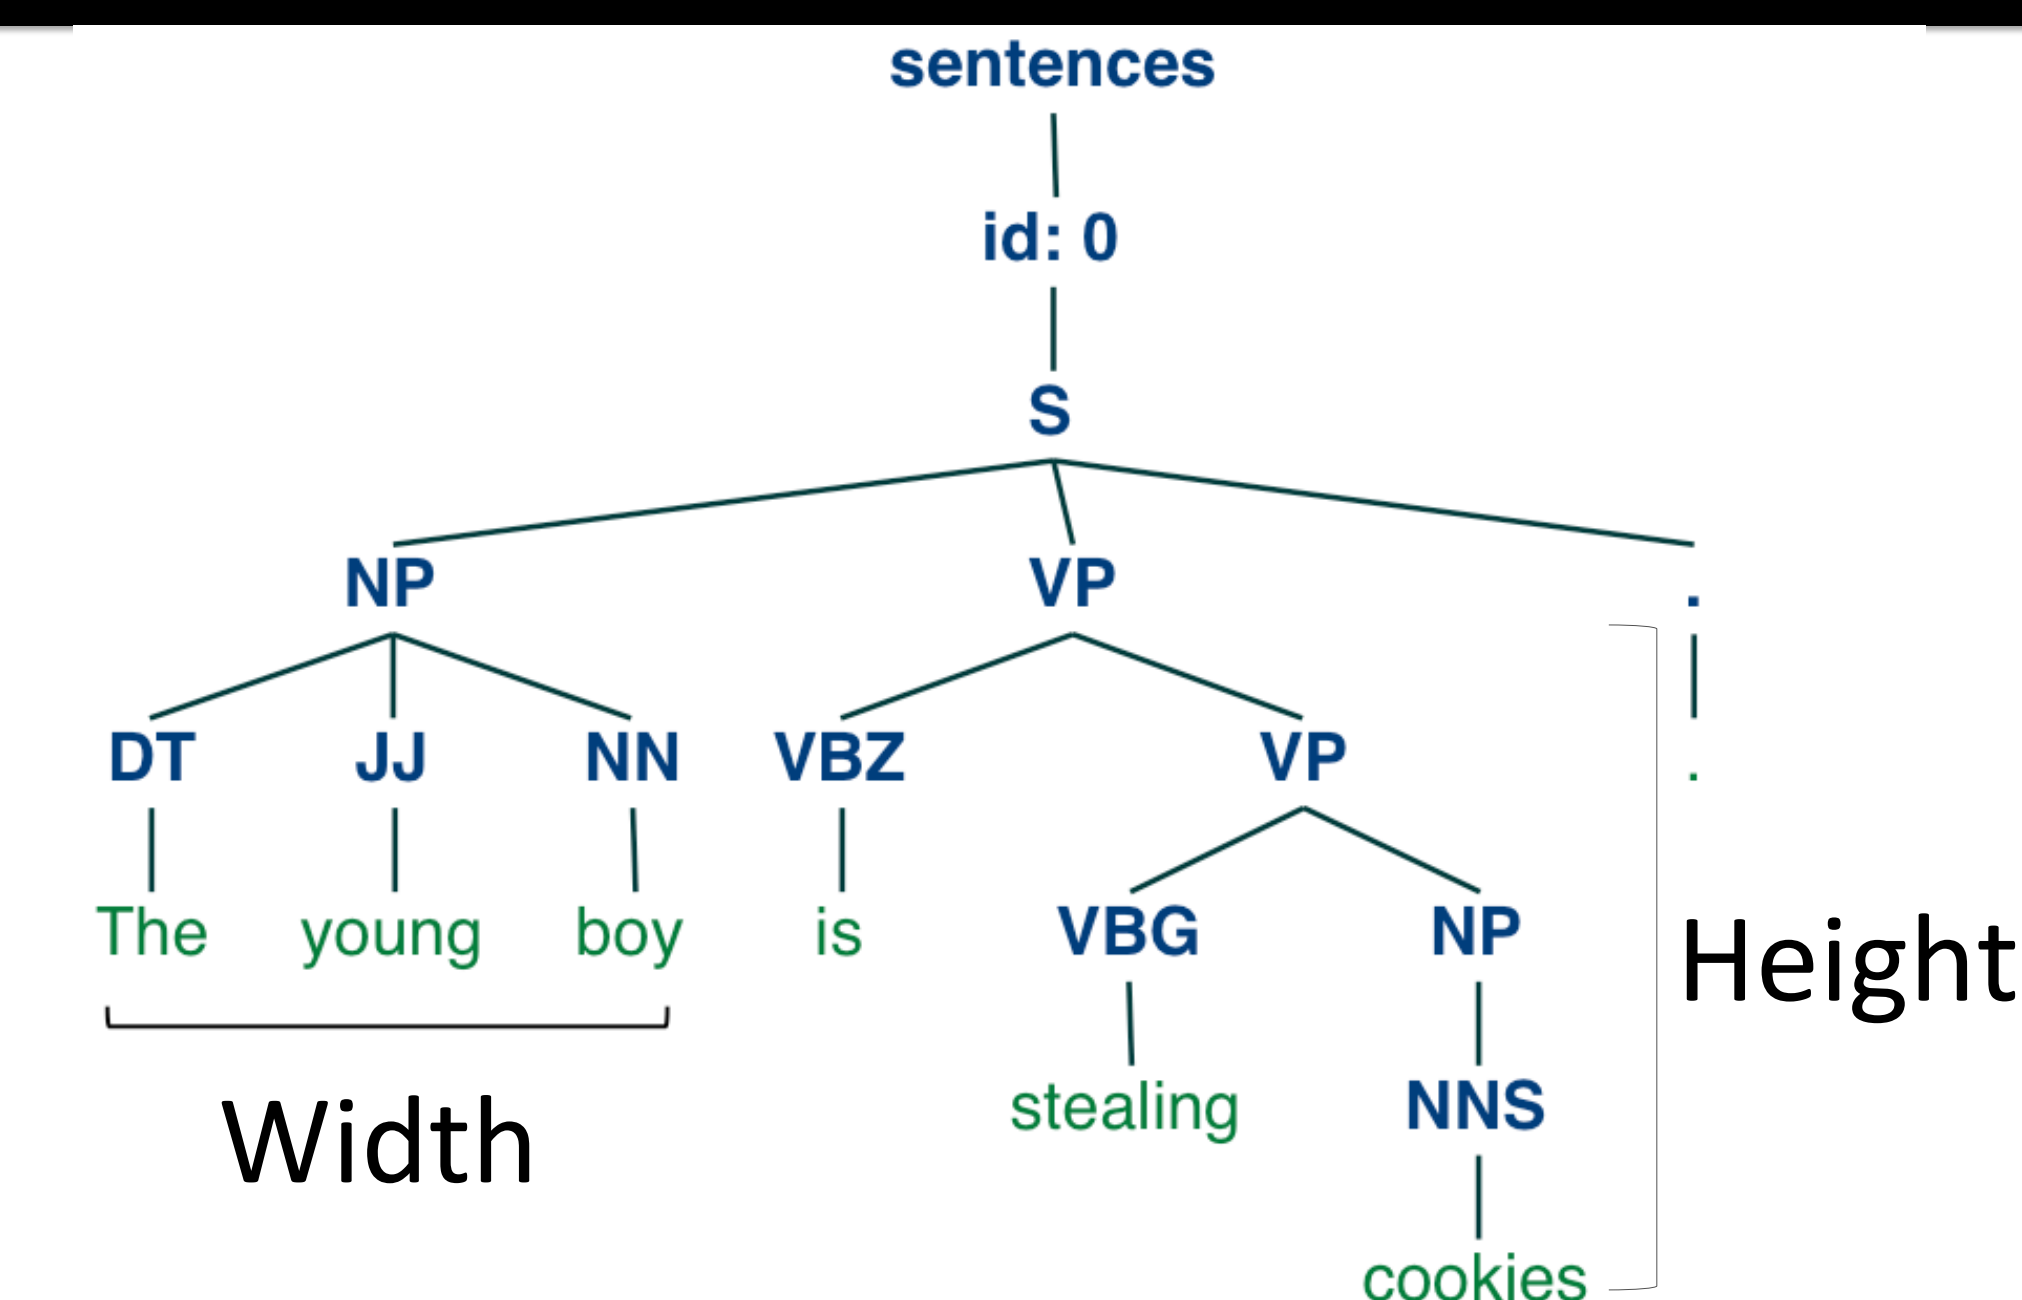 sentences
id: 0
S
NP VP .
DT JJ NN VBZ VP .
The young boy is VBG NP
Height
stealing NNS
Width
cookies